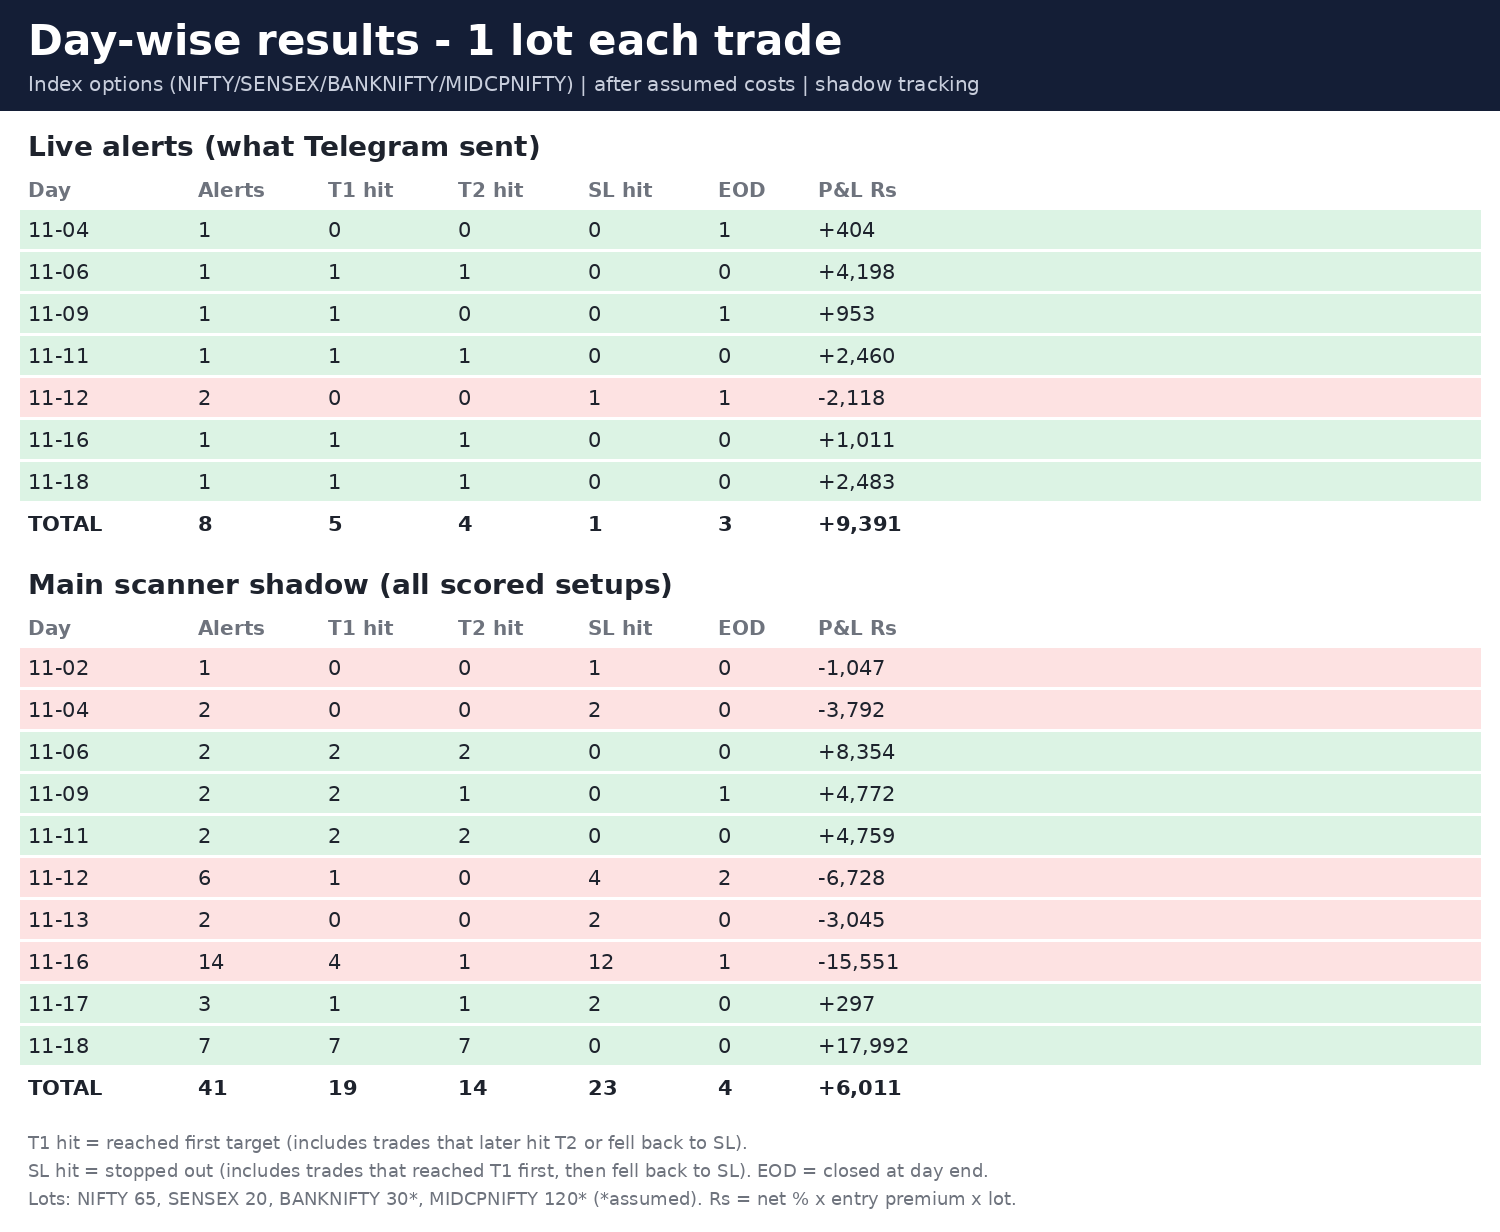 Day-wise results - 1 lot each trade
Index options (NIFTY/SENSEX/BANKNIFTY/MIDCPNIFTY) | after assumed costs | shadow tracking
Live alerts (what Telegram sent)
Day Alerts T1 hit T2 hit SL hit EOD P&L Rs
11-04 1 0 0 0 1 +404
11-06 1 1 1 0 0 +4,198
11-09 1 1 0 0 1 +953
11-11 1 1 1 0 0 +2,460
11-12 2 0 0 1 1 -2,118
11-16 1 1 1 0 0 +1,011
11-18 1 1 1 0 0 +2,483
TOTAL 8 5 4 1 3 +9,391
Main scanner shadow (all scored setups)
Day Alerts T1 hit T2 hit SL hit EOD P&L Rs
11-02 1 0 0 1 0 -1,047
11-04 2 0 0 2 0 -3,792
11-06 2 2 2 0 0 +8,354
11-09 2 2 1 0 1 +4,772
11-11 2 2 2 0 0 +4,759
11-12 6 1 0 4 2 -6,728
11-13 2 0 0 2 0 -3,045
11-16 14 4 1 12 1 -15,551
11-17 3 1 1 2 0 +297
11-18 7 7 7 0 0 +17,992
TOTAL 41 19 14 23 4 +6,011
T1 hit = reached first target (includes trades that later hit T2 or fell back to SL).
SL hit = stopped out (includes trades that reached T1 first, then fell back to SL). EOD = closed at day end.
Lots: NIFTY 65, SENSEX 20, BANKNIFTY 30*, MIDCPNIFTY 120* (*assumed). Rs = net % x entry premium x lot.